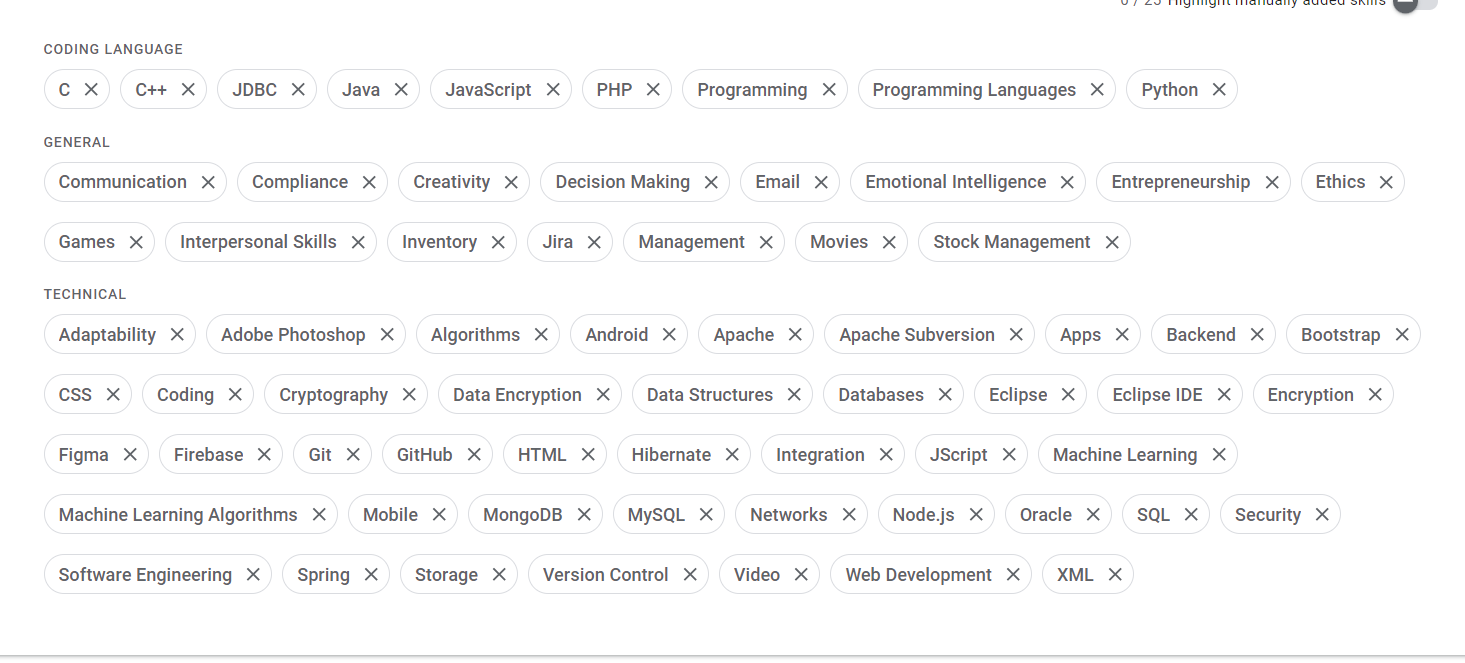 0 / 25 Highlight manually added skills
CODING LANGUAGE
C C++ JDBC Java JavaScript PHP Programming Programming Languages Python
GENERAL
Communication Compliance Creativity Decision Making Email Emotional Intelligence Entrepreneurship Ethics
Games Interpersonal Skills Inventory Jira Management Movies Stock Management
TECHNICAL
Adaptability Adobe Photoshop Algorithms Android Apache Apache Subversion Apps Backend Bootstrap
CSS Coding Cryptography Data Encryption Data Structures Databases Eclipse Eclipse IDE Encryption
Figma Firebase Git GitHub HTML Hibernate Integration JScript Machine Learning
Machine Learning Algorithms Mobile MongoDB MySQL Networks Node.js Oracle SQL Security
Software Engineering Spring Storage Version Control Video Web Development XML